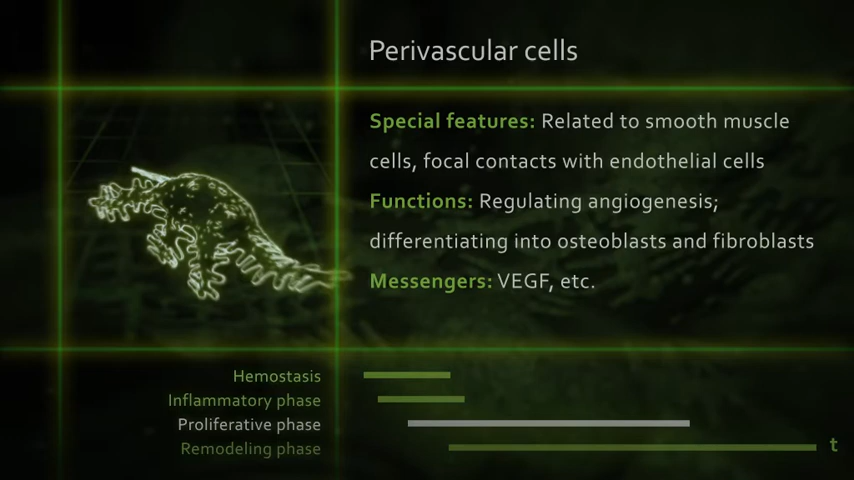 Perivascular cells
Special features: Related to smooth muscle
cells, focal contacts with endothelial cells
Functions: Regulating angiogenesis;
differentiating into osteoblasts and fibroblasts
Messengers: VEGF, etc.
Hemostasis
Inflammatory phase
Proliferative phase
Remodeling phase
t